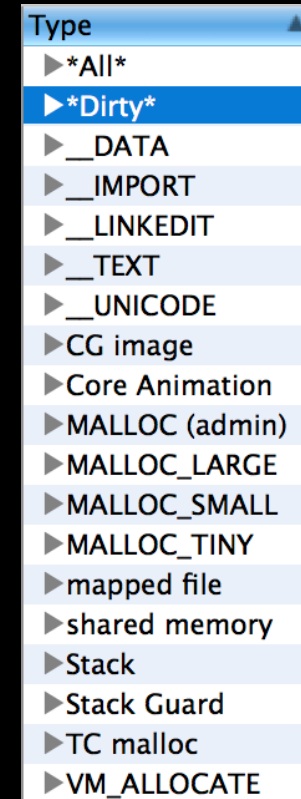 Type
*All*
*Dirty*
__DATA
__IMPORT
__LINKEDIT
__TEXT
__UNICODE
CG image
Core Animation
MALLOC (admin)
MALLOC_LARGE
MALLOC_SMALL
MALLOC_TINY
mapped file
shared memory
Stack
Stack Guard
TC malloc
VM_ALLOCATE